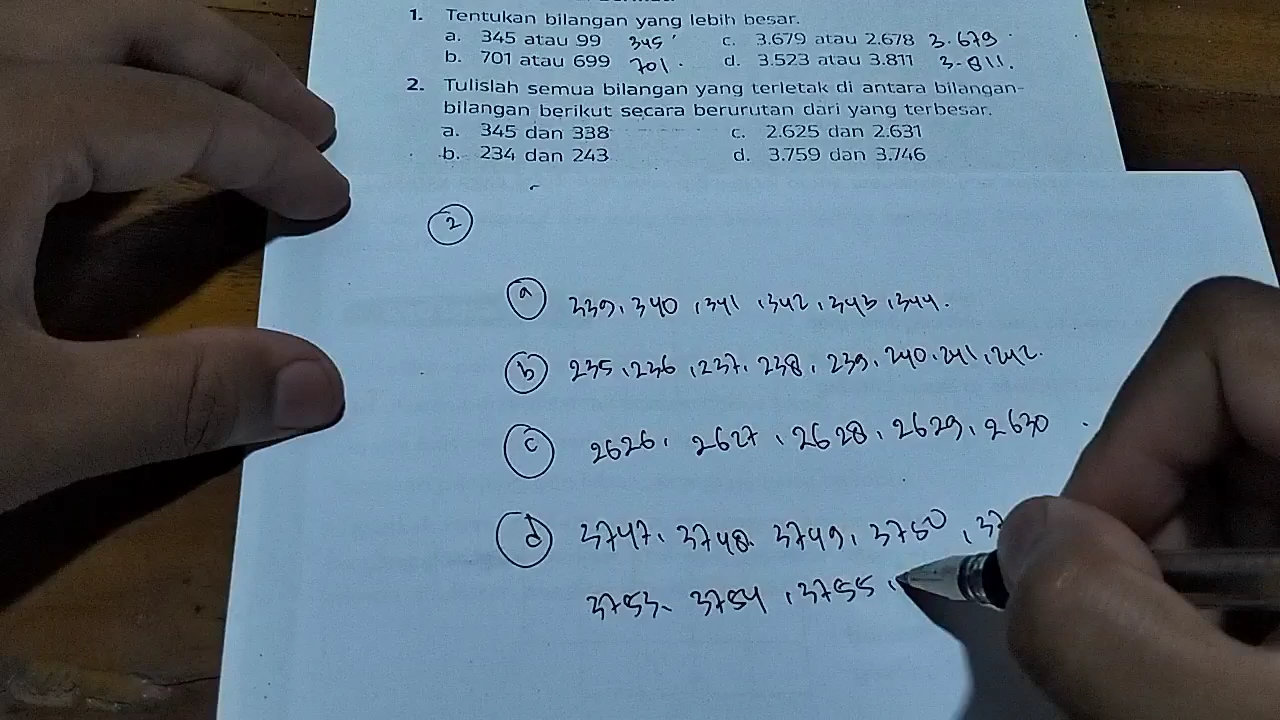 1. Tentukan bilangan yang lebih besar.
a. 345 atau 99 345 c. 3.679 atau 2.678 3.679
b. 701 atau 699 701. d. 3.523 atau 3.811 3.811.
2. Tulislah semua bilangan yang terletak di antara bilangan-
bilangan berikut secara berurutan dari yang terbesar.
a. 345 dan 338 c. 2.625 dan 2.631
b. 234 dan 243 d. 3.759 dan 3.746
2
a 339, 340, 341, 342, 343, 344.
b 235, 236, 237, 238, 239, 240, 241, 242.
c 2626, 2627, 2628, 2629, 2630.
d 3747, 3748, 3749, 3750,
3753, 3754, 3755,